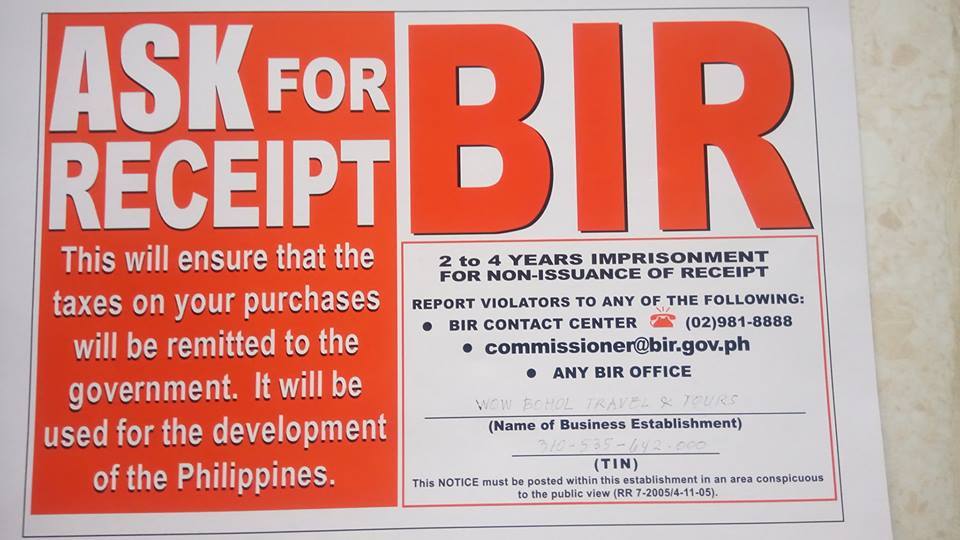 ASK FOR
RECEIPT
This will ensure that the
taxes on your purchases
will be remitted to the
government. It will be
used for the development
of the Philippines.
BIR
2 to 4 YEARS IMPRISONMENT
FOR NON-ISSUANCE OF RECEIPT
REPORT VIOLATORS TO ANY OF THE FOLLOWING:
• BIR CONTACT CENTER ☎ (02)981-8888
• commissioner@bir.gov.ph
• ANY BIR OFFICE
WOW BOHOL TRAVEL & TOURS
(Name of Business Establishment)
310-535-642-000
(TIN)
This NOTICE must be posted within this establishment in an area conspicuous
to the public view (RR 7-2005/4-11-05).